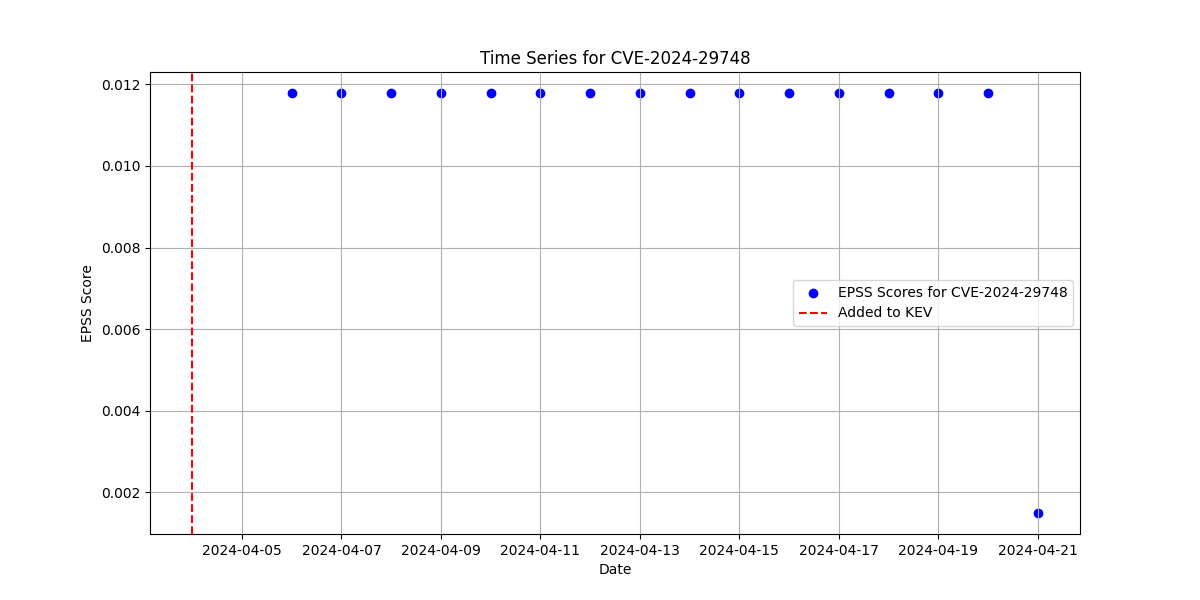 Time Series for CVE-2024-29748
0.012
0.010
0.008
0.006
0.004
0.002
EPSS Score
EPSS Scores for CVE-2024-29748
Added to KEV
2024-04-05 2024-04-07 2024-04-09 2024-04-11 2024-04-13 2024-04-15 2024-04-17 2024-04-19 2024-04-21
Date